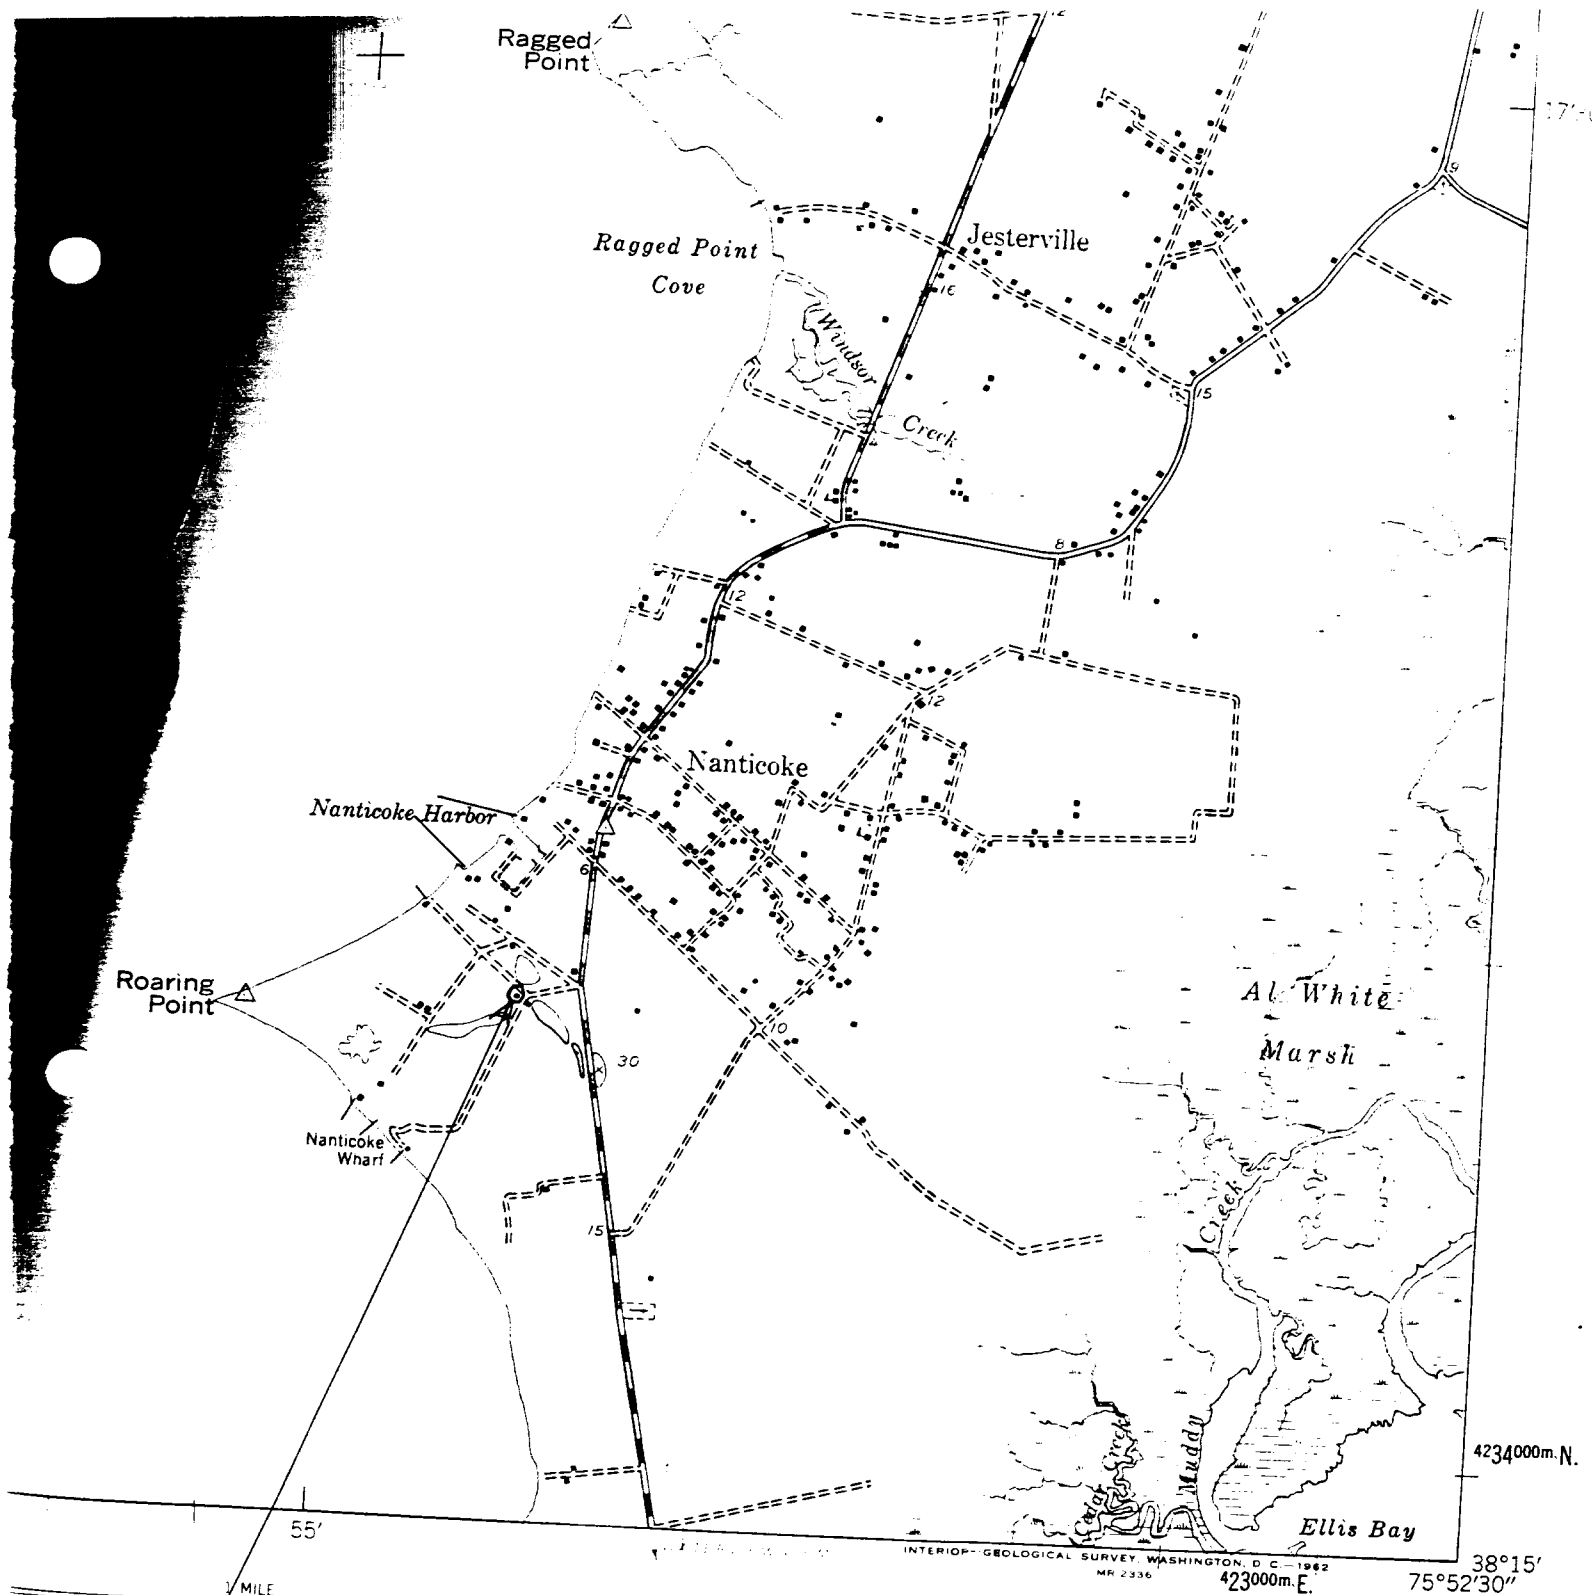 Ragged
Point
12
17'
9
Jesterville
Ragged Point
Cove
16
Windsor
15
Creek
8
12
12
Nanticoke
Nanticoke Harbor
6
Roaring
Point
Al White
10
Marsh
30
Nanticoke
Wharf
Creek
15
Muddy
Cedar Creek
4234000m.N.
55'
Ellis Bay
INTERIOR-GEOLOGICAL SURVEY, WASHINGTON, D. C.-1962
MR 2336
38°15'
423000m.E.
75°52'30"
1 MILE